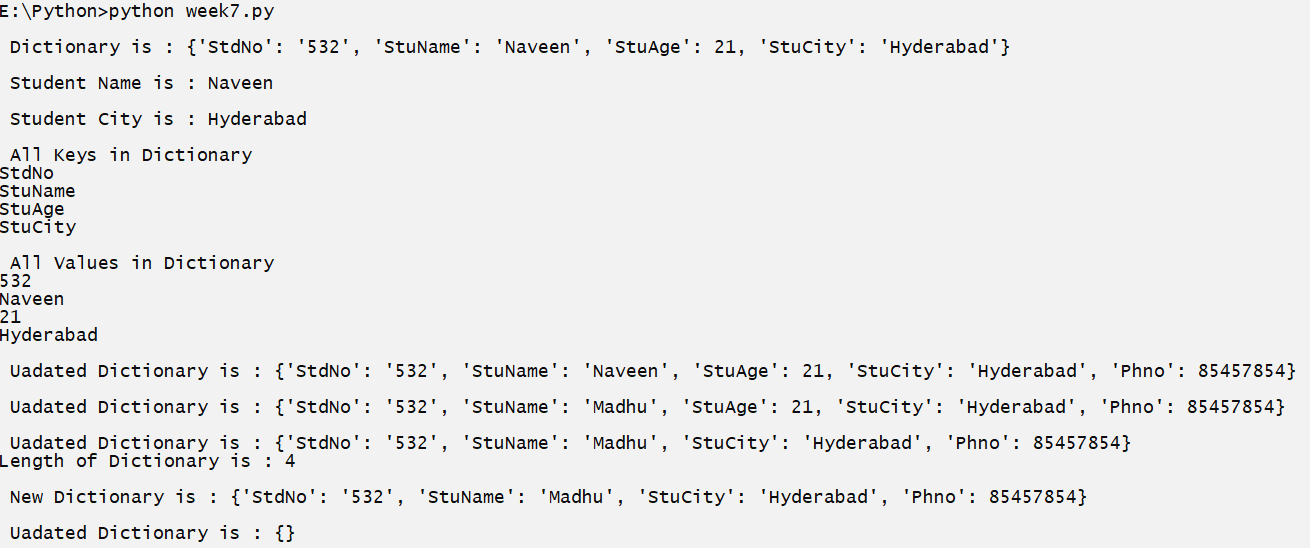 E:\Python>python week7.py
Dictionary is : {'StdNo': '532', 'StuName': 'Naveen', 'StuAge': 21, 'StuCity': 'Hyderabad'}
Student Name is : Naveen
Student City is : Hyderabad
All Keys in Dictionary
StdNo
StuName
StuAge
StuCity
All Values in Dictionary
532
Naveen
21
Hyderabad
Uadated Dictionary is : {'StdNo': '532', 'StuName': 'Naveen', 'StuAge': 21, 'StuCity': 'Hyderabad', 'Phno': 85457854}
Uadated Dictionary is : {'StdNo': '532', 'StuName': 'Madhu', 'StuAge': 21, 'StuCity': 'Hyderabad', 'Phno': 85457854}
Uadated Dictionary is : {'StdNo': '532', 'StuName': 'Madhu', 'StuCity': 'Hyderabad', 'Phno': 85457854}
Length of Dictionary is : 4
New Dictionary is : {'StdNo': '532', 'StuName': 'Madhu', 'StuCity': 'Hyderabad', 'Phno': 85457854}
Uadated Dictionary is : {}